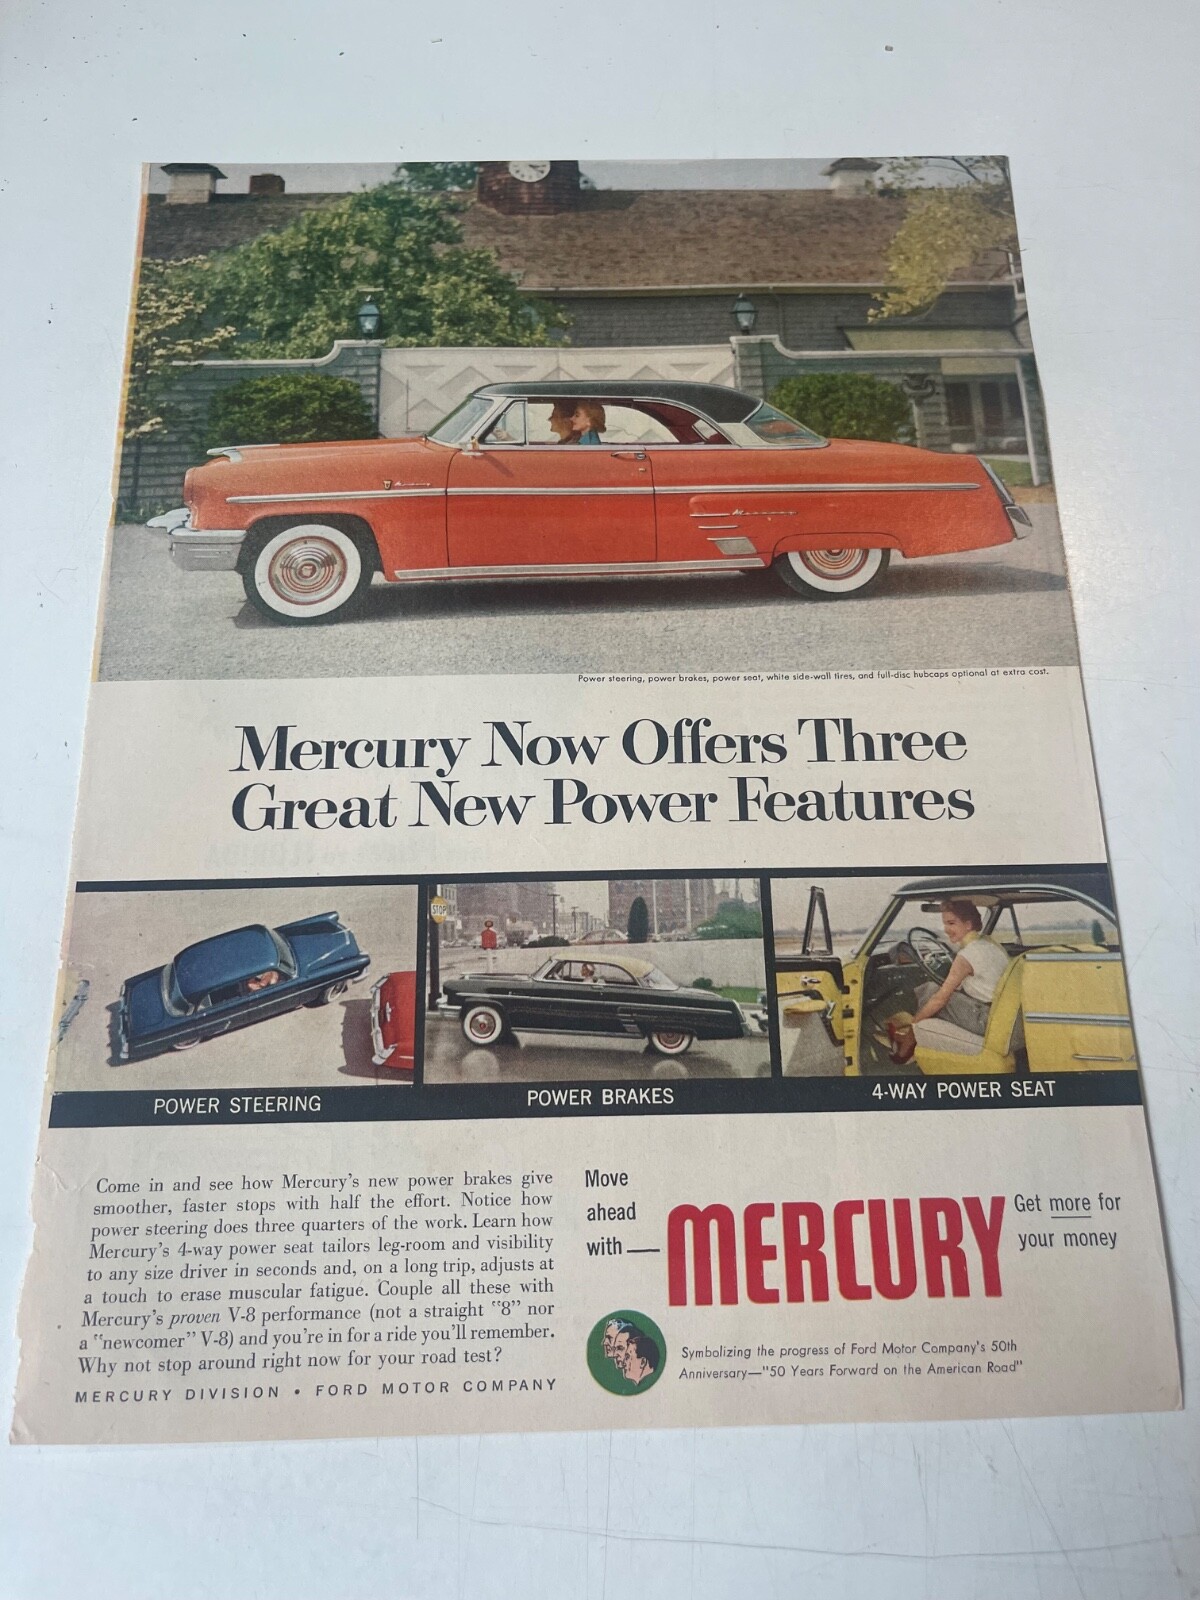 Mercury
Mercury
Power steering, power brakes, power seat, white side-wall tires, and full-disc hubcaps optional at extra cost.
Mercury Now Offers Three
Great New Power Features
STOP
POWER STEERING
POWER BRAKES
4-WAY POWER SEAT
Come in and see how Mercury's new power brakes give
smoother, faster stops with half the effort. Notice how
power steering does three quarters of the work. Learn how
Mercury's 4-way power seat tailors leg-room and visibility
to any size driver in seconds and, on a long trip, adjusts at
a touch to erase muscular fatigue. Couple all these with
Mercury's proven V-8 performance (not a straight "8" nor
a "newcomer" V-8) and you're in for a ride you'll remember.
Why not stop around right now for your road test?
MERCURY DIVISION • FORD MOTOR COMPANY
Move
ahead
with —
MERCURY
Get more for
your money
Symbolizing the progress of Ford Motor Company's 50th
Anniversary—"50 Years Forward on the American Road"